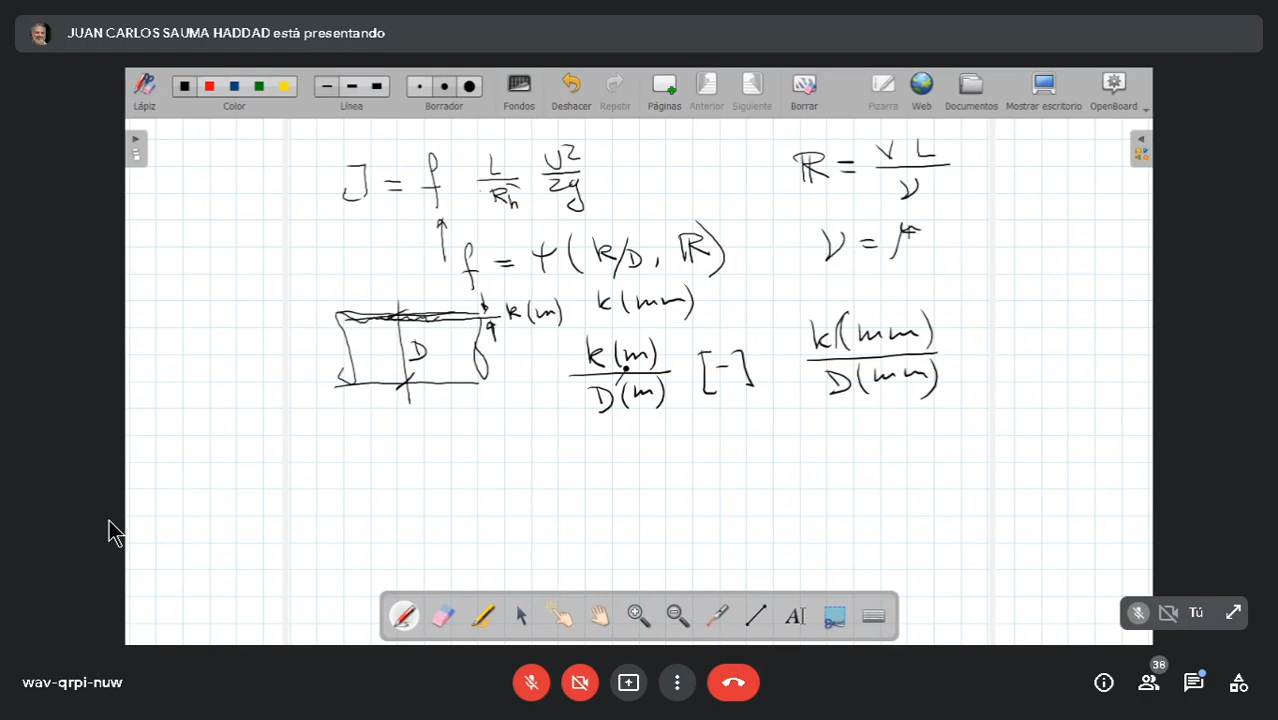 JUAN CARLOS SAUMA HADDAD está presentando
Lápiz Color Línea Borrador Fondos Deshacer Repetir Páginas Anterior Siguiente Borrar Pizarra Web Documentos Mostrar escritorio OpenBoard
J = f L/Rh V²/2g
R = V L/ν
f = ψ(k/D, R)
ν = μ
k(m)
k(mm)
D
k(m)/D(m) [-]
k(mm)/D(mm)
Tú
38
wav-qrpi-nuw